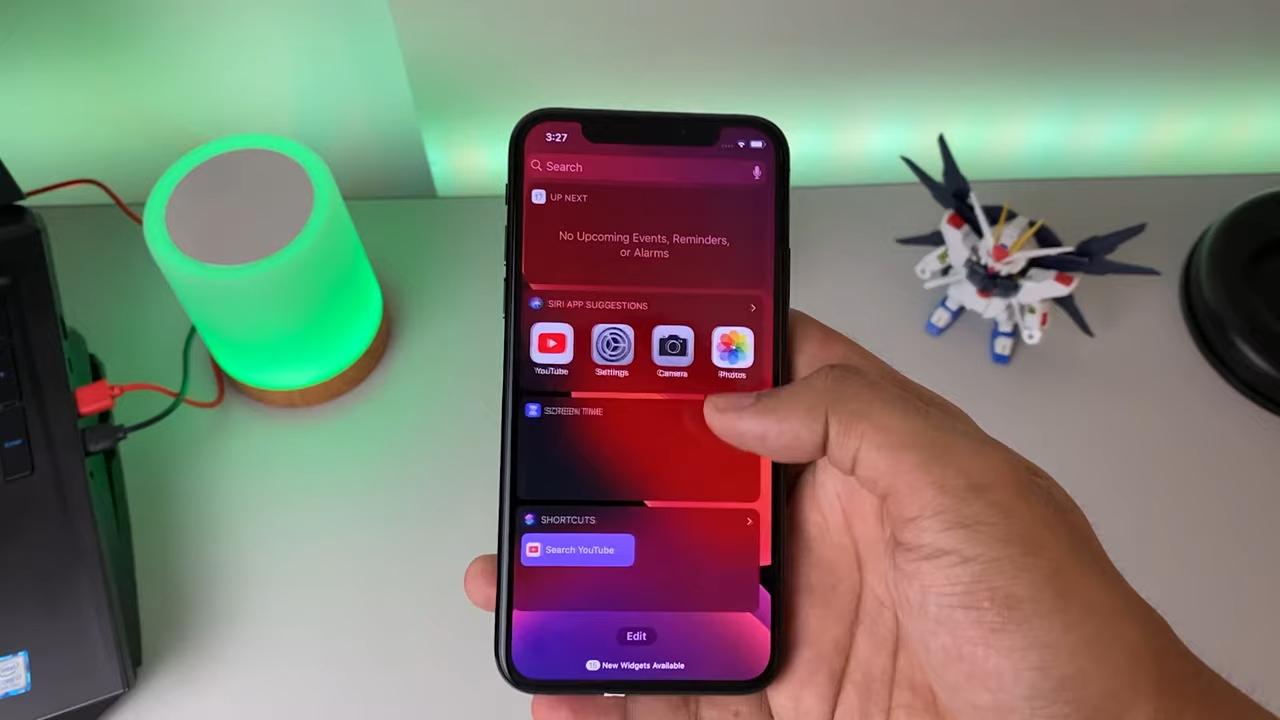 3:27
Search
UP NEXT
No Upcoming Events, Reminders,
or Alarms
SIRI APP SUGGESTIONS
YouTube
Settings
Camera
Photos
SCREEN TIME
SHORTCUTS
Search YouTube
Edit
New Widgets Available